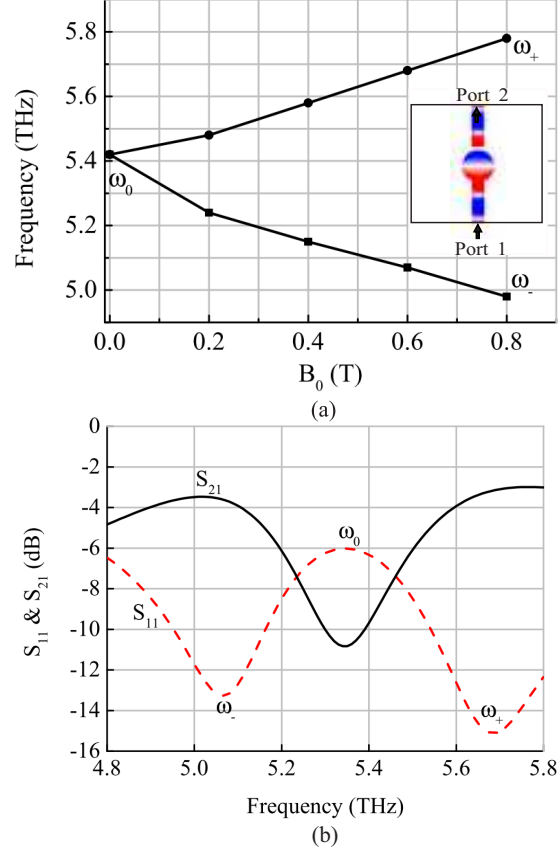 5.8
5.6
5.4
5.2
5.0
Frequency (THz)
ω₀
ω₊
ω₋
Port 2
Port 1
0.0 0.2 0.4 0.6 0.8
B₀ (T)
(a)
0
-2
-4
-6
-8
-10
-12
-14
-16
S₁₁ & S₂₁ (dB)
S₂₁
ω₀
S₁₁
ω₋
ω₊
4.8 5.0 5.2 5.4 5.6 5.8
Frequency (THz)
(b)